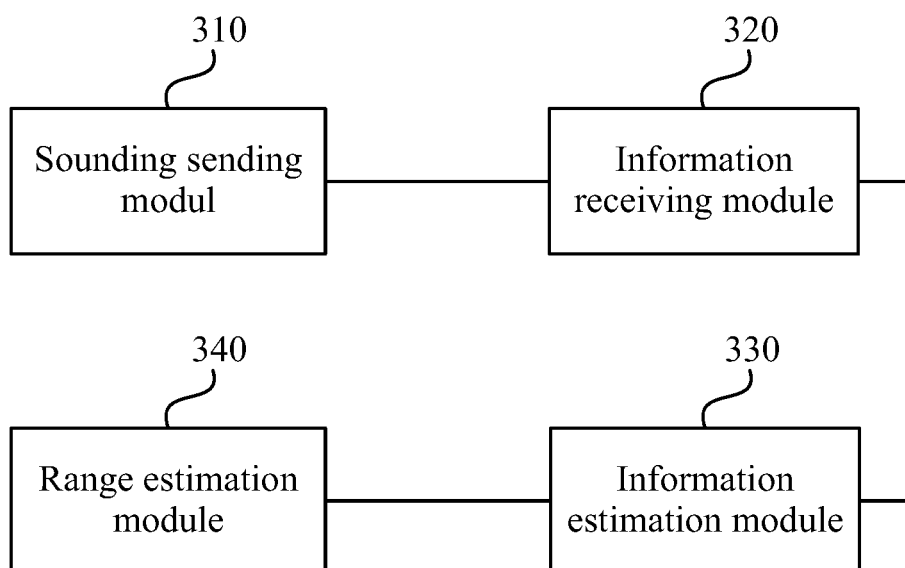 310
320
Sounding sending
modul
Information
receiving module
340
330
Range estimation
module
Information
estimation module